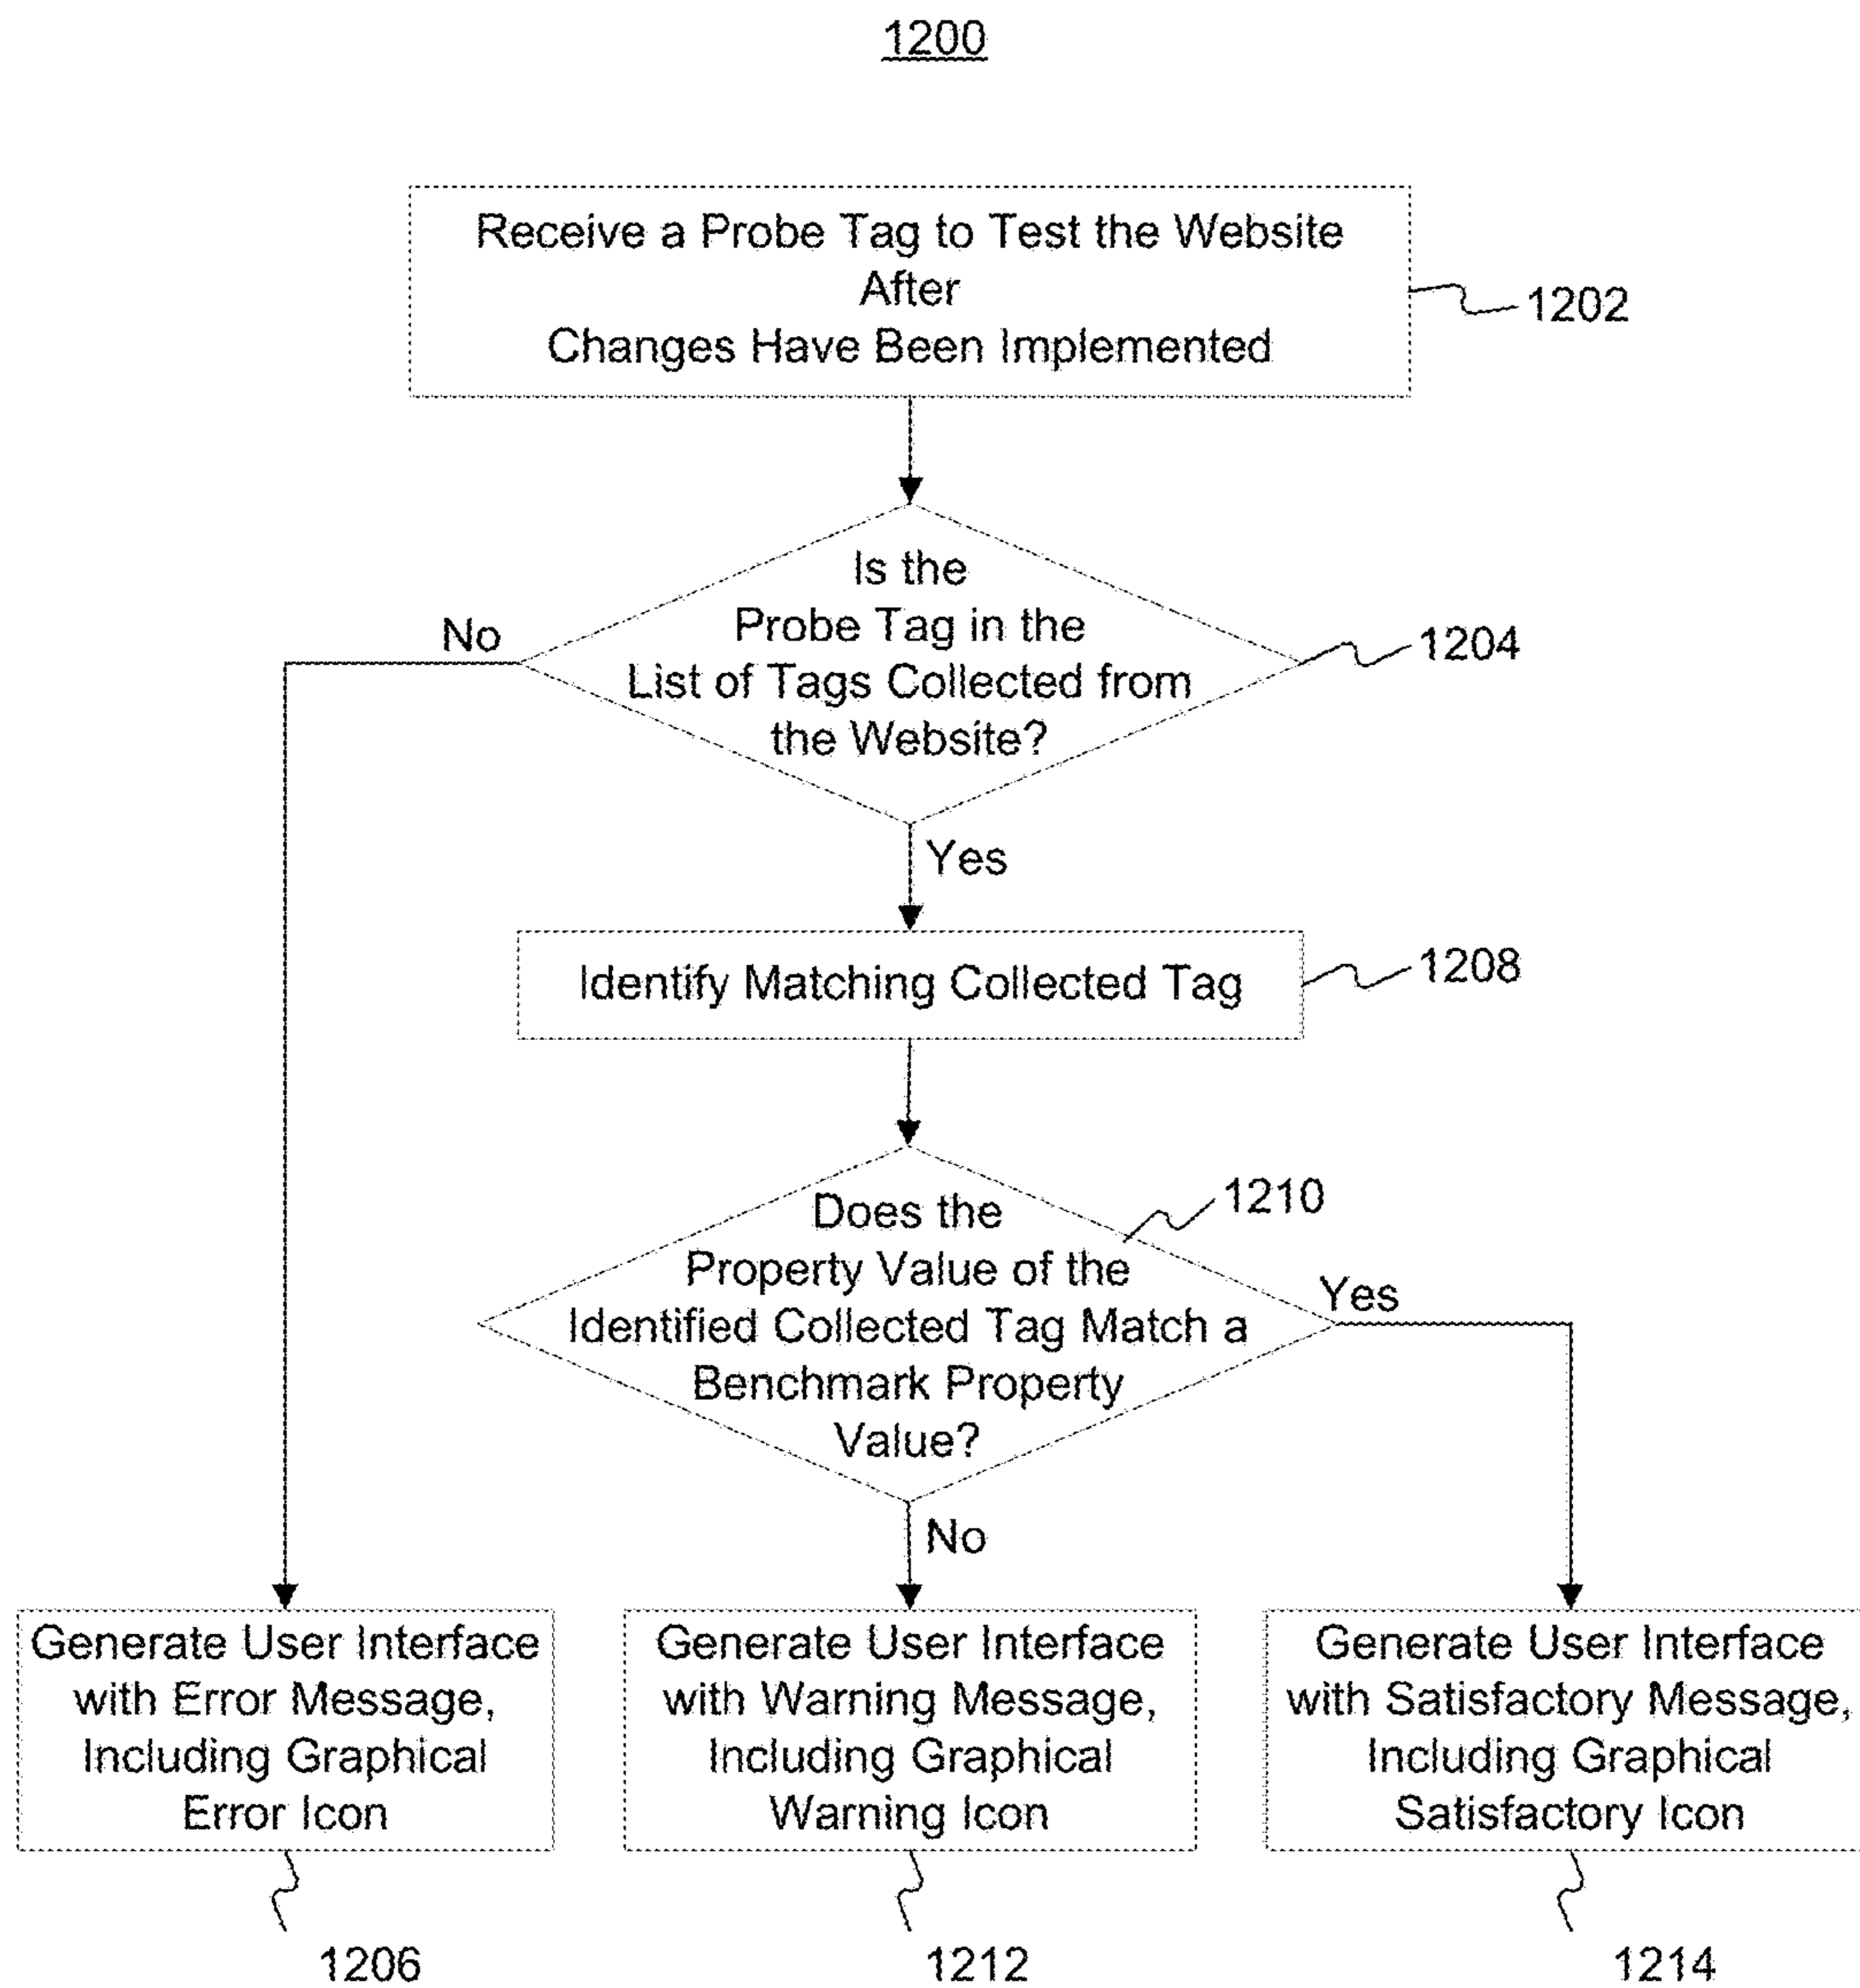 1200
Receive a Probe Tag to Test the Website
After
Changes Have Been Implemented
1202
Is the
Probe Tag in the
List of Tags Collected from
the Website?
No
1204
Yes
Identify Matching Collected Tag
1208
Does the
Property Value of the
Identified Collected Tag Match a
Benchmark Property
Value?
1210
Yes
No
Generate User Interface
with Error Message,
Including Graphical
Error Icon
Generate User Interface
with Warning Message,
Including Graphical
Warning Icon
Generate User Interface
with Satisfactory Message,
Including Graphical
Satisfactory Icon
1206
1212
1214